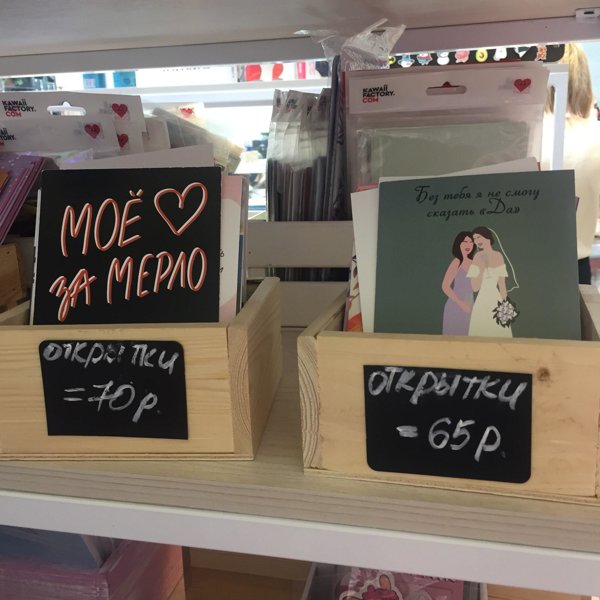 KAWAII
FACTORY.
COM
KAWAII
FACTORY.
COM
МОЁ
ЗА МЕРЛО
Без тебя я не смогу
сказать «Да»
ОТКРЫТКИ
=70р.
ОТКРЫТКИ
=65р.